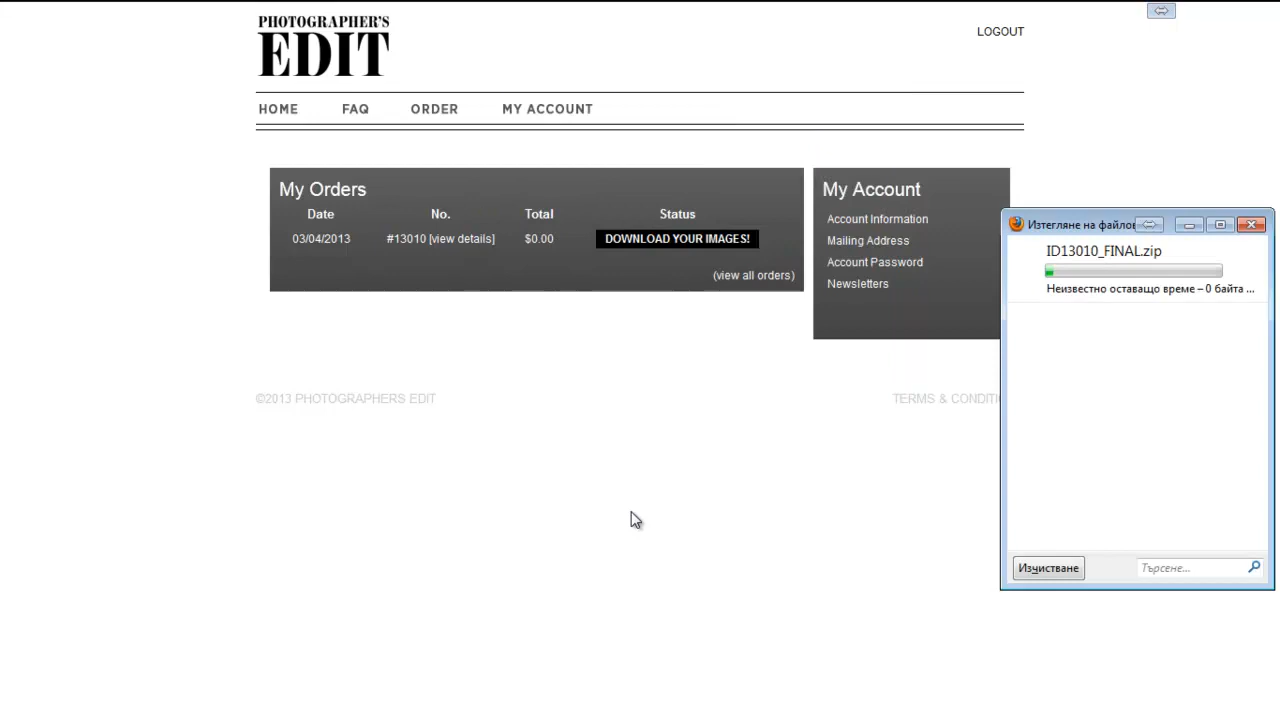 PHOTOGRAPHER'S
EDIT
LOGOUT
HOME FAQ ORDER MY ACCOUNT
My Orders
Date No. Total Status
03/04/2013 #13010 [view details] $0.00 DOWNLOAD YOUR IMAGES!
(view all orders)
My Account
Account Information
Mailing Address
Account Password
Newsletters
Изтегляне на файлов
ID13010_FINAL.zip
Неизвестно оставащо време – 0 байта ...
Изчистване
Търсене...
©2013 PHOTOGRAPHERS EDIT
TERMS & CONDITI